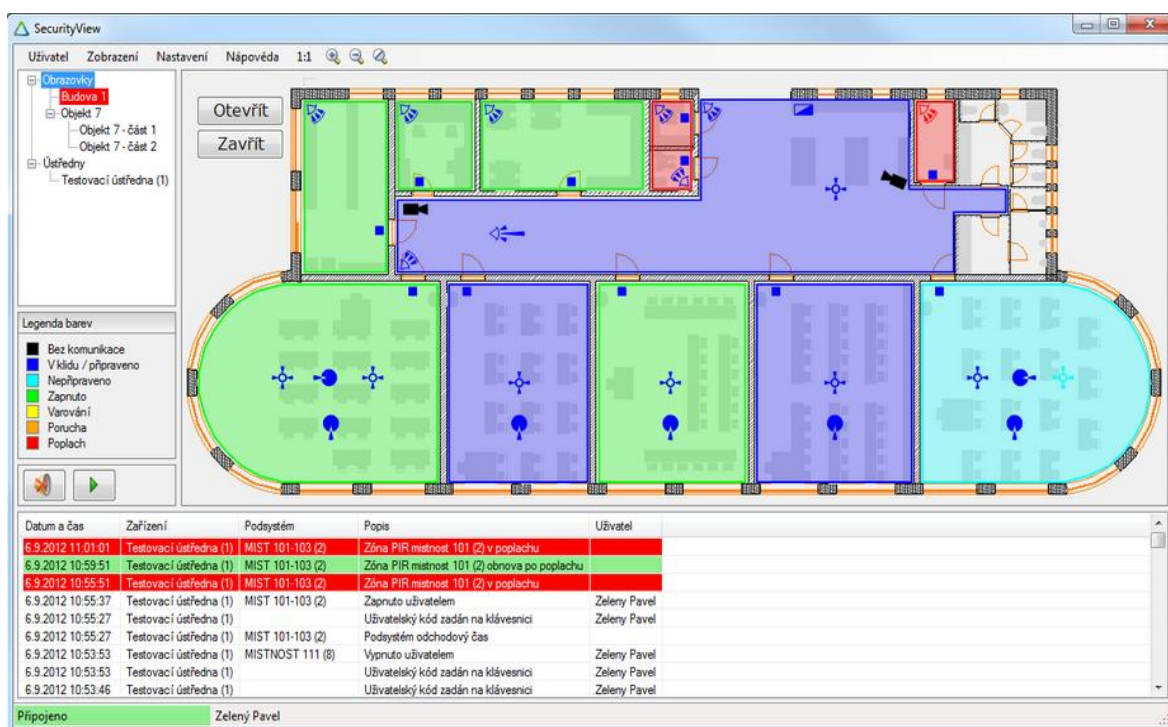 SecurityView
Uživatel Zobrazení Nastavení Nápověda 1:1
Obrazovky
Budova 1
Objekt 7
Objekt 7 - část 1
Objekt 7 - část 2
Ústředny
Testovací ústředna (1)
Otevřít
Zavřít
Legenda barev
Bez komunikace
V klidu / připraveno
Nepřipraveno
Zapnuto
Varování
Porucha
Poplach
Datum a čas Zařízení Podsystém Popis Uživatel
6.9.2012 11:01:01 Testovací ústředna (1) MIST 101-103 (2) Zóna PIR mistnost 101 (2) v poplachu
6.9.2012 10:59:51 Testovací ústředna (1) MIST 101-103 (2) Zóna PIR mistnost 101 (2) obnova po poplachu
6.9.2012 10:55:51 Testovací ústředna (1) MIST 101-103 (2) Zóna PIR mistnost 101 (2) v poplachu
6.9.2012 10:55:37 Testovací ústředna (1) MIST 101-103 (2) Zapnuto uživatelem Zeleny Pavel
6.9.2012 10:55:27 Testovací ústředna (1) Uživatelský kód zadán na klávesnici Zeleny Pavel
6.9.2012 10:55:27 Testovací ústředna (1) MIST 101-103 (2) Podsystém odchodový čas
6.9.2012 10:53:53 Testovací ústředna (1) MISTNOST 111 (8) Vypnuto uživatelem Zeleny Pavel
6.9.2012 10:53:53 Testovací ústředna (1) Uživatelský kód zadán na klávesnici Zeleny Pavel
6.9.2012 10:53:46 Testovací ústředna (1) Uživatelský kód zadán na klávesnici Zeleny Pavel
Připojeno Zelený Pavel